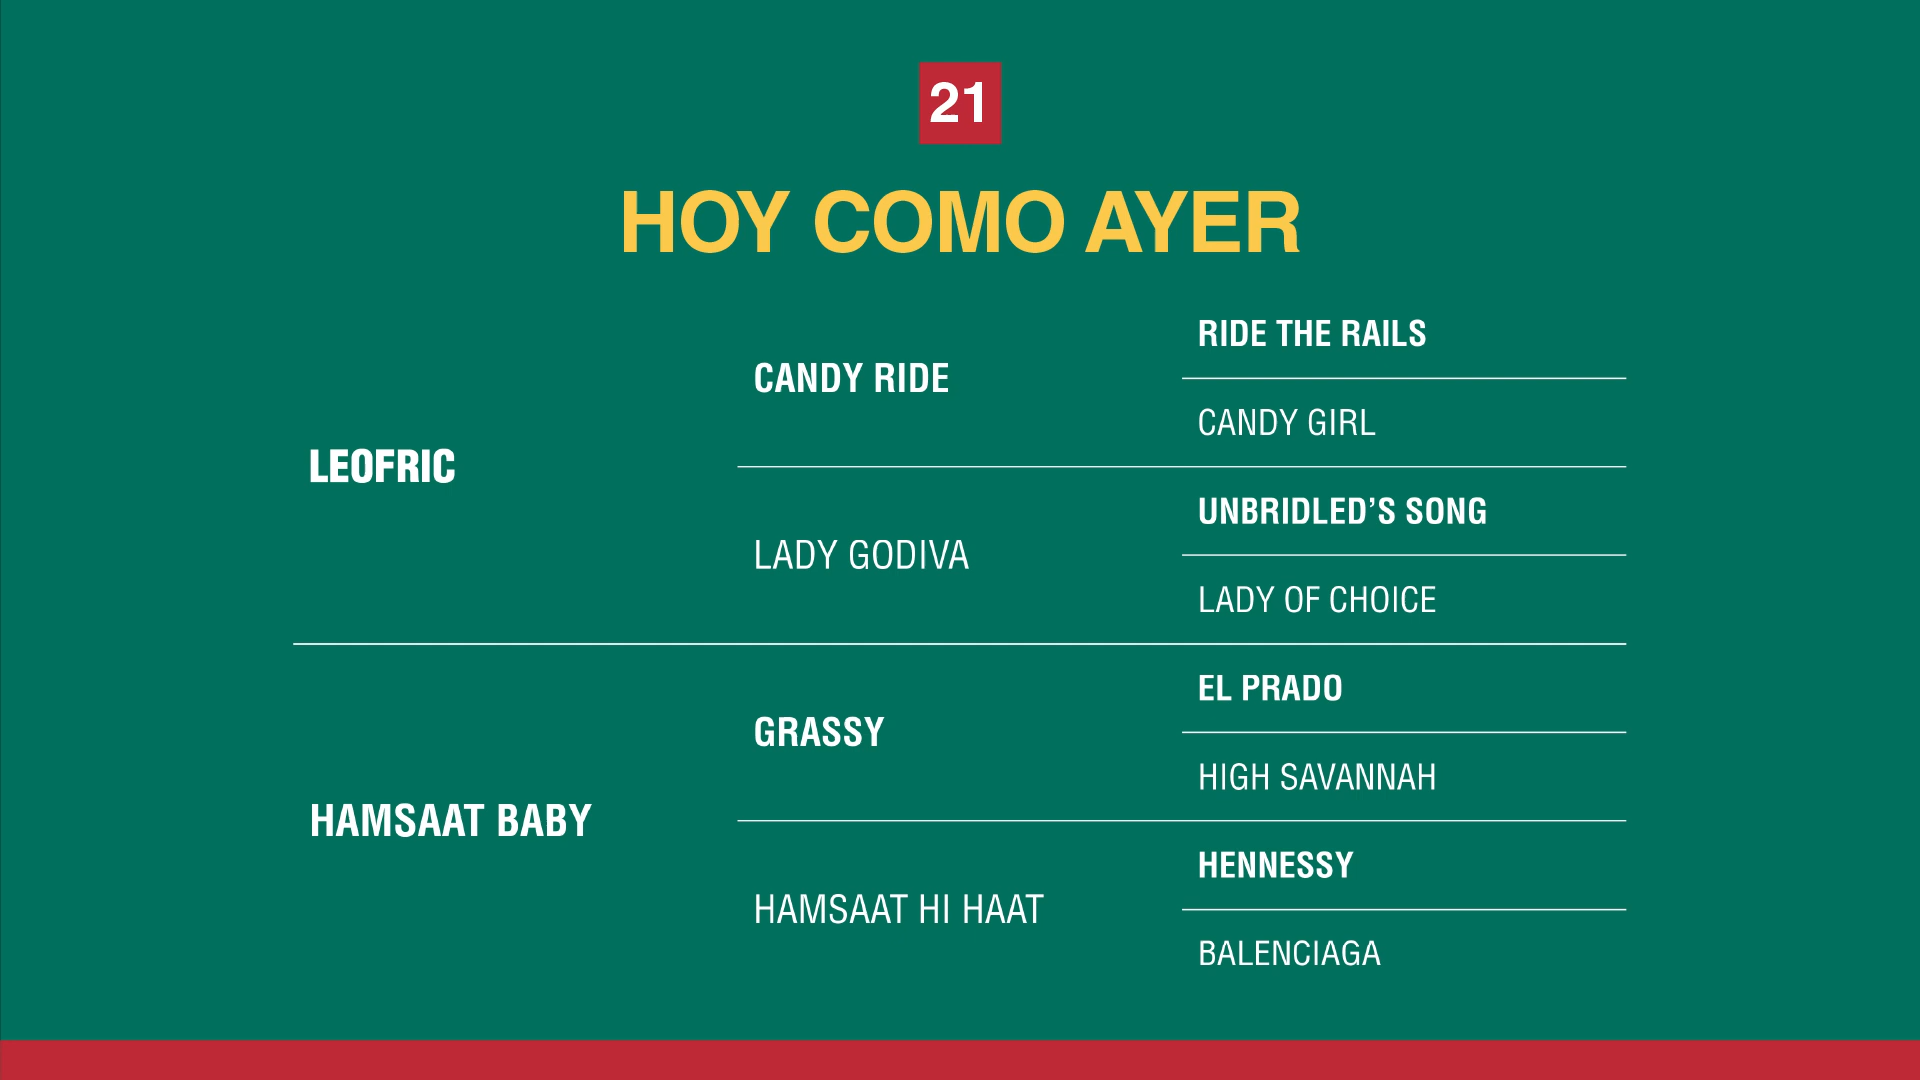 21
HOY COMO AYER
RIDE THE RAILS
CANDY RIDE
CANDY GIRL
LEOFRIC
UNBRIDLED’S SONG
LADY GODIVA
LADY OF CHOICE
EL PRADO
GRASSY
HIGH SAVANNAH
HAMSAAT BABY
HENNESSY
HAMSAAT HI HAAT
BALENCIAGA